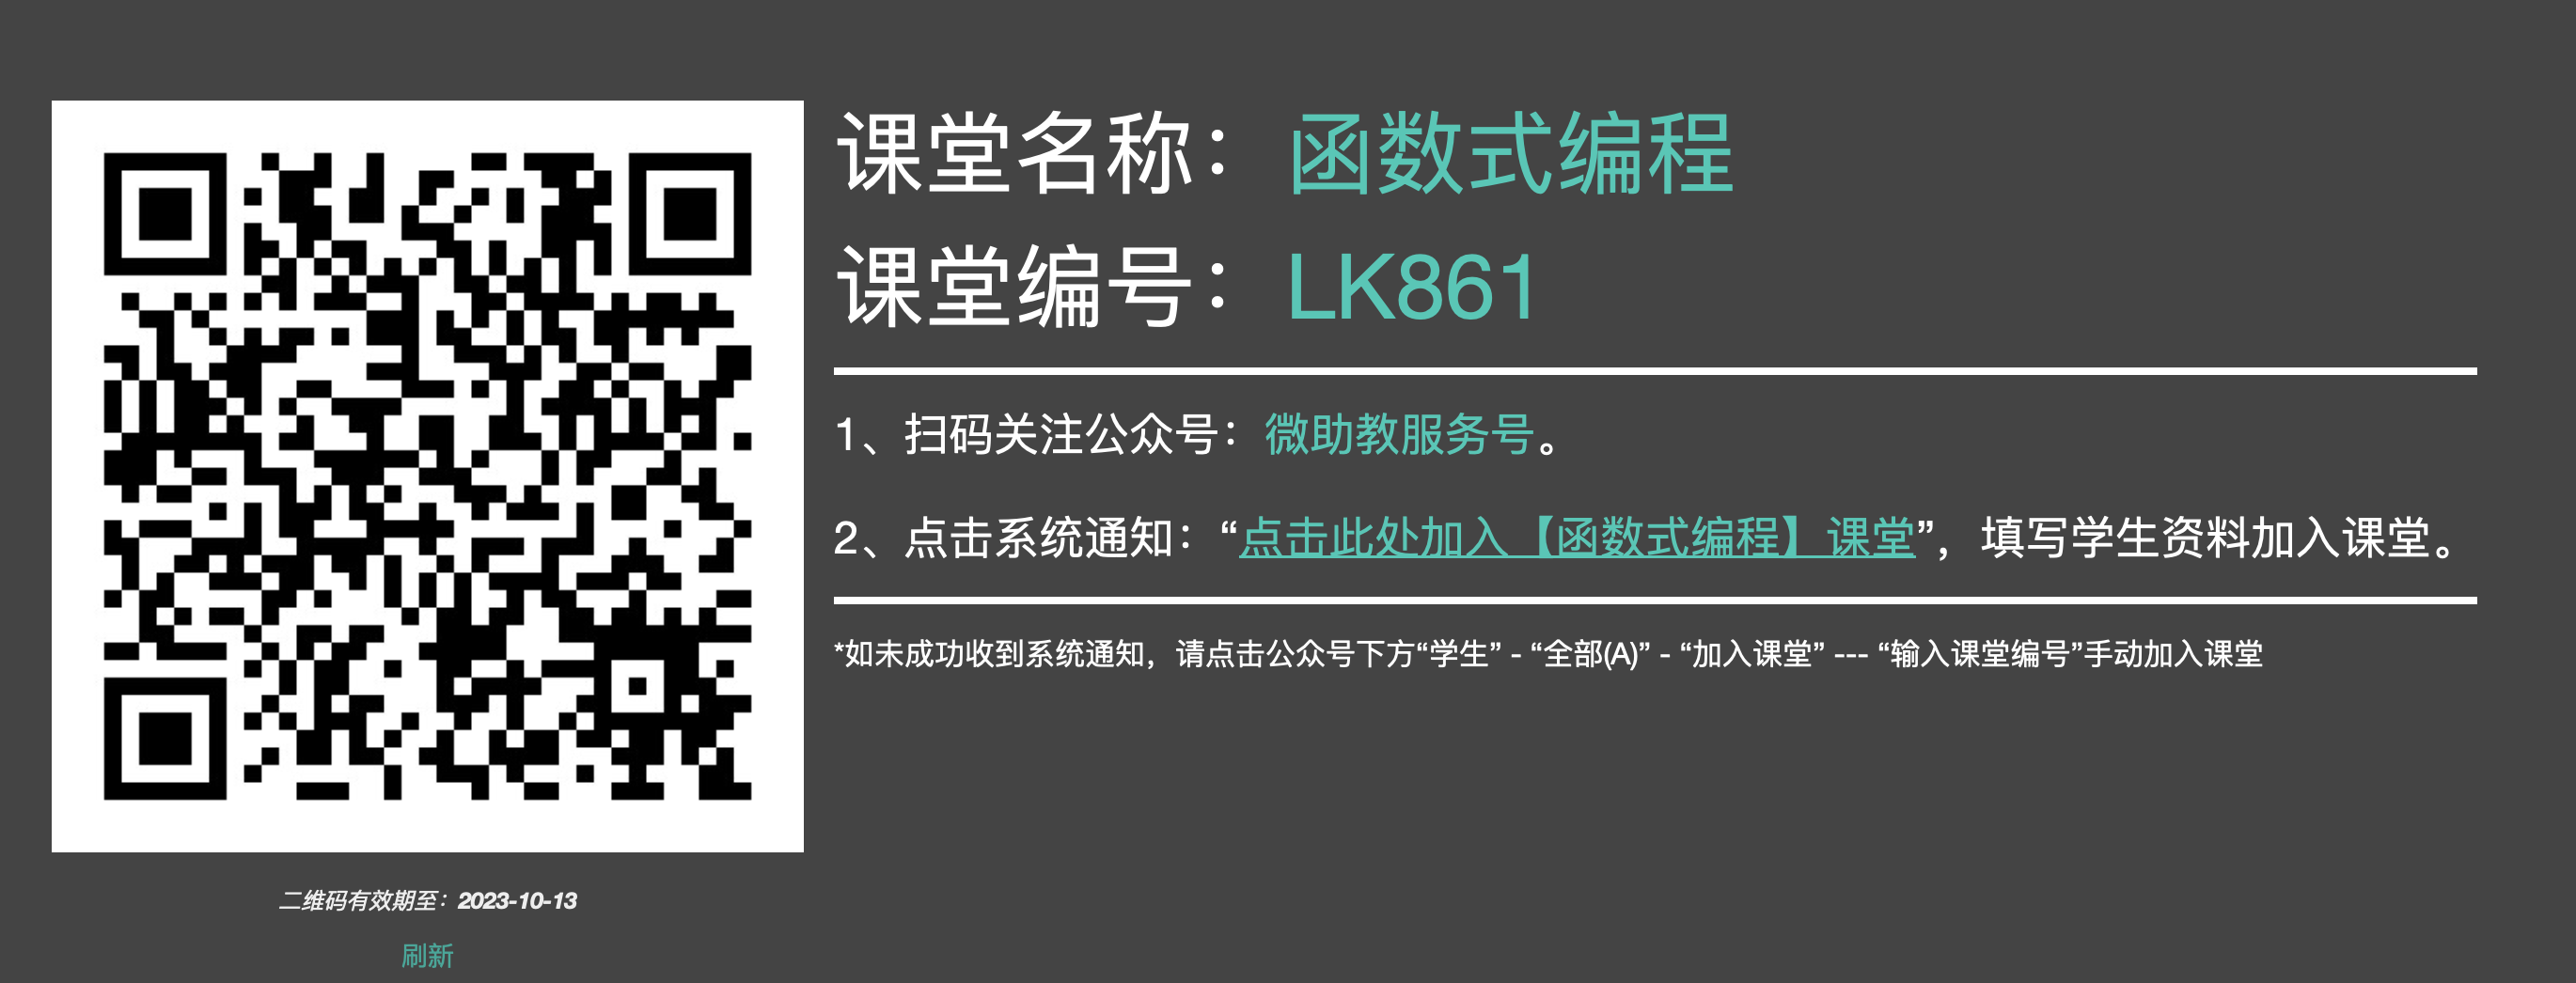 课堂名称：函数式编程
课堂编号：LK861
1、扫码关注公众号：微助教服务号。
2、点击系统通知：“点击此处加入【函数式编程】课堂”，填写学生资料加入课堂。
*如未成功收到系统通知，请点击公众号下方“学生” - “全部(A)” - “加入课堂” --- “输入课堂编号”手动加入课堂
二维码有效期至：2023-10-13
刷新